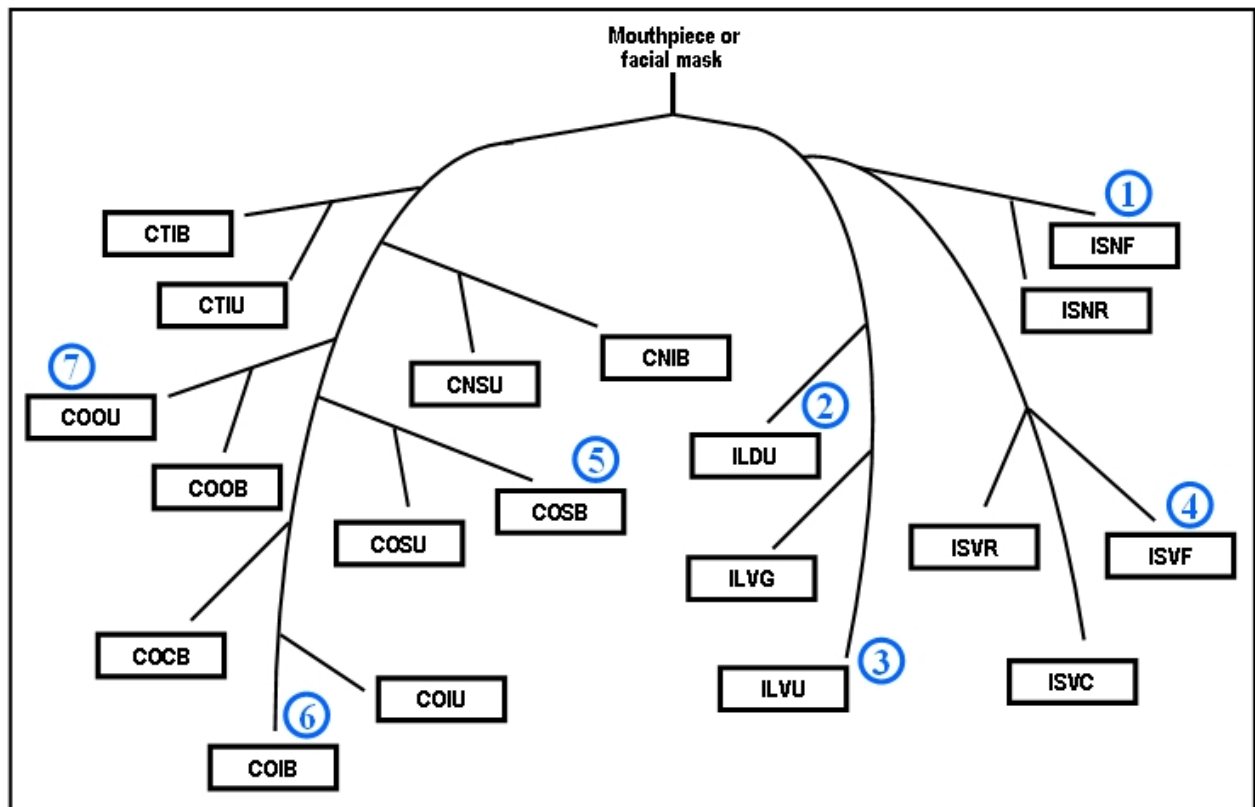 Mouthpiece or
facial mask
1
CTIB
ISNF
CTIU
ISNR
7
CNIB
CNSU
2
COOU
ILDU
5
COOB
COSB
4
COSU
ISVR
ISVF
ILVG
COCB
3
ISVC
ILVU
COIU
6
COIB